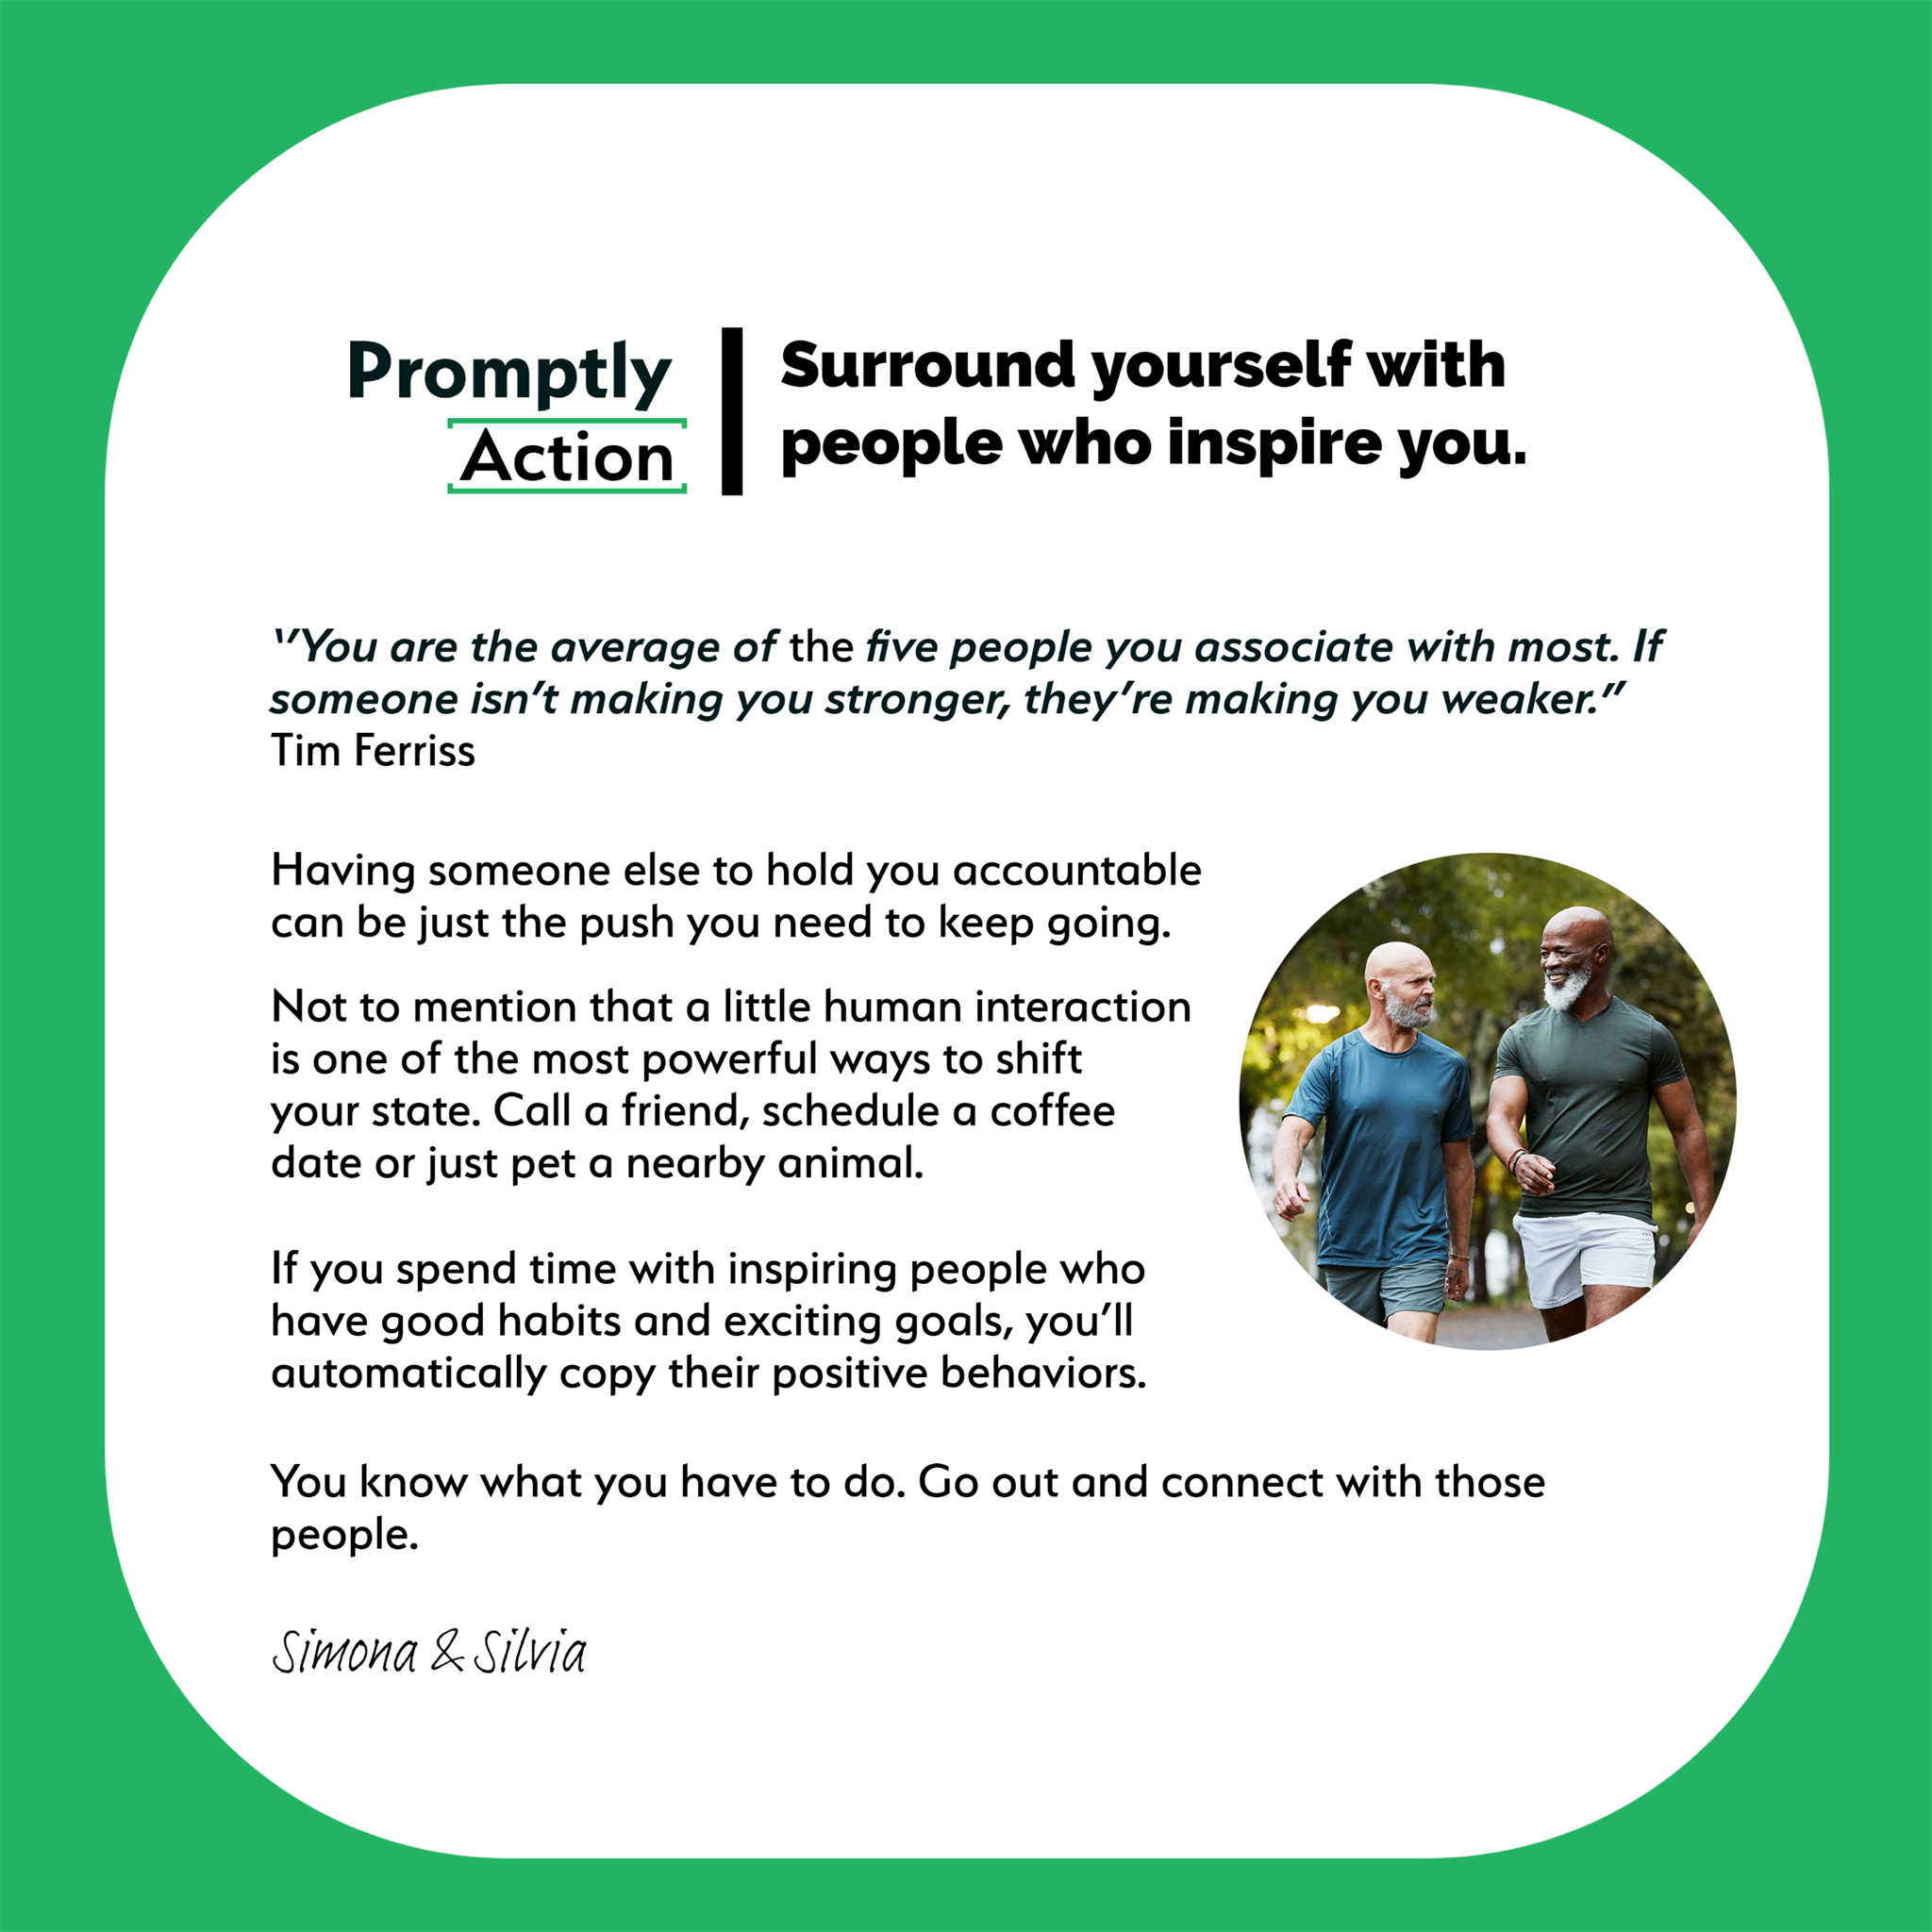 Promptly
Action
Surround yourself with
people who inspire you.
‘’You are the average of the five people you associate with most. If
someone isn’t making you stronger, they’re making you weaker.”
Tim Ferriss
Having someone else to hold you accountable
can be just the push you need to keep going.
Not to mention that a little human interaction
is one of the most powerful ways to shift
your state. Call a friend, schedule a coffee
date or just pet a nearby animal.
If you spend time with inspiring people who
have good habits and exciting goals, you’ll
automatically copy their positive behaviors.
You know what you have to do. Go out and connect with those
people.
Simona & Silvia